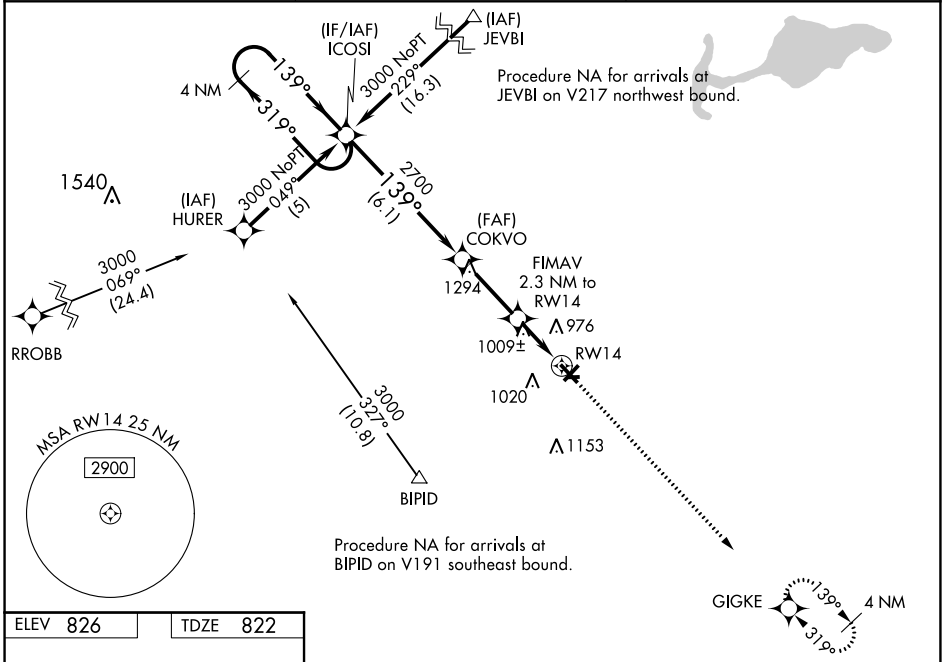 (IF/IAF)
ICOSI
(IAF)
JEVBI
139°
4 NM
319°
3000 NoPT
229°
(16.3)
Procedure NA for arrivals at
JEVBI on V217 northwest bound.
1540
(IAF)
HURER
3000 NoPT
049°
(5)
2700
139°
(6.1)
(FAF)
COKVO
1294
FIMAV
2.3 NM to
RW14
976
1009±
RW14
1020
1153
3000
069°
(24.4)
RROBB
3000
327°
(10.8)
BIPID
MSA RW14 25 NM
2900
Procedure NA for arrivals at
BIPID on V191 southeast bound.
GIGKE
139°
4 NM
319°
ELEV 826
TDZE 822